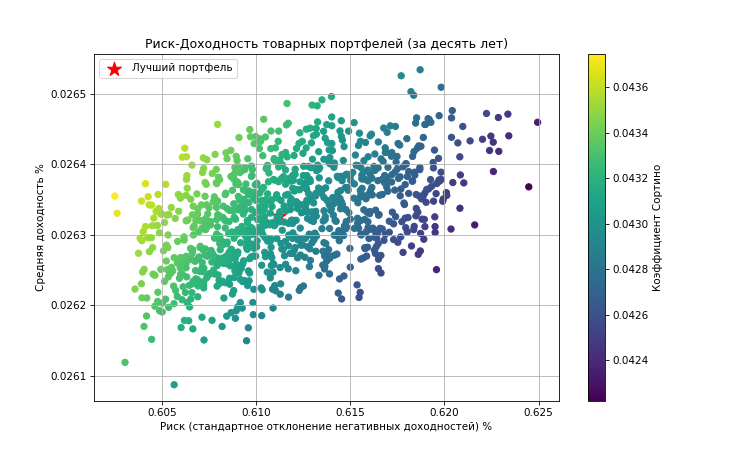 Риск-Доходность товарных портфелей (за десять лет)
Лучший портфель
Средняя доходность %
0.0265
0.0264
0.0263
0.0262
0.0261
0.605 0.610 0.615 0.620 0.625
Риск (стандартное отклонение негативных доходностей) %
0.0436
0.0434
0.0432
0.0430
0.0428
0.0426
0.0424
Коэффициент Сортино